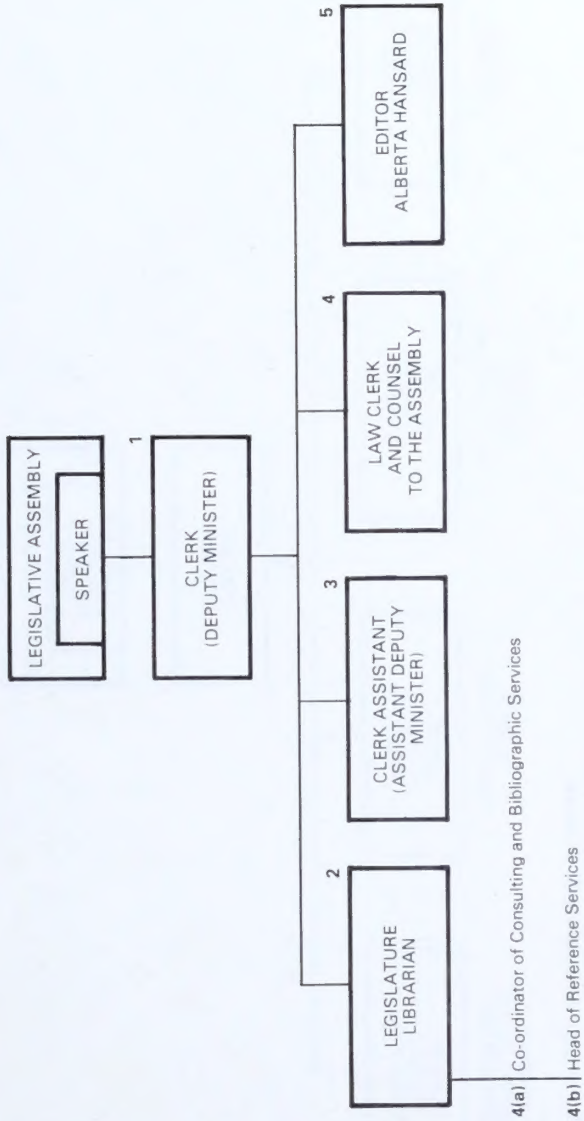 LEGISLATIVE ASSEMBLY
SPEAKER
1
CLERK
(DEPUTY MINISTER)
2
LEGISLATURE
LIBRARIAN
3
CLERK ASSISTANT
(ASSISTANT DEPUTY
MINISTER)
4
LAW CLERK
AND COUNSEL
TO THE ASSEMBLY
5
EDITOR
ALBERTA HANSARD
4(a) Co-ordinator of Consulting and Bibliographic Services
4(b) Head of Reference Services